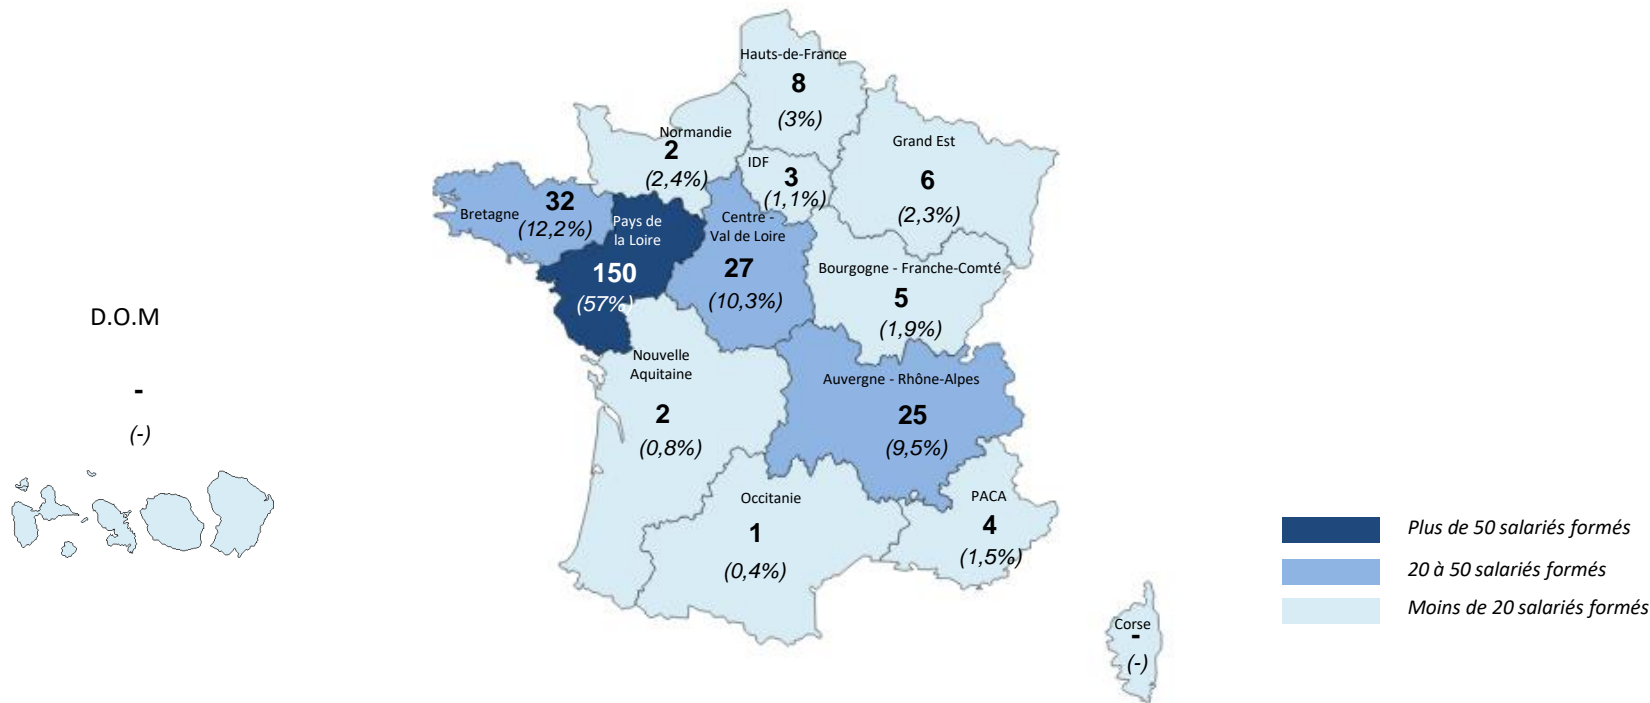 Hauts-de-France
8
(3%)
Normandie
2
(2,4%)
IDF
3
(1,1%)
Grand Est
6
(2,3%)
Bretagne
32
(12,2%)
Pays de
la Loire
150
(57%)
Centre -
Val de Loire
27
(10,3%)
Bourgogne - Franche-Comté
5
(1,9%)
D.O.M
-
(-)
Nouvelle
Aquitaine
2
(0,8%)
Auvergne - Rhône-Alpes
25
(9,5%)
Occitanie
1
(0,4%)
PACA
4
(1,5%)
Corse
-
(-)
Plus de 50 salariés formés
20 à 50 salariés formés
Moins de 20 salariés formés